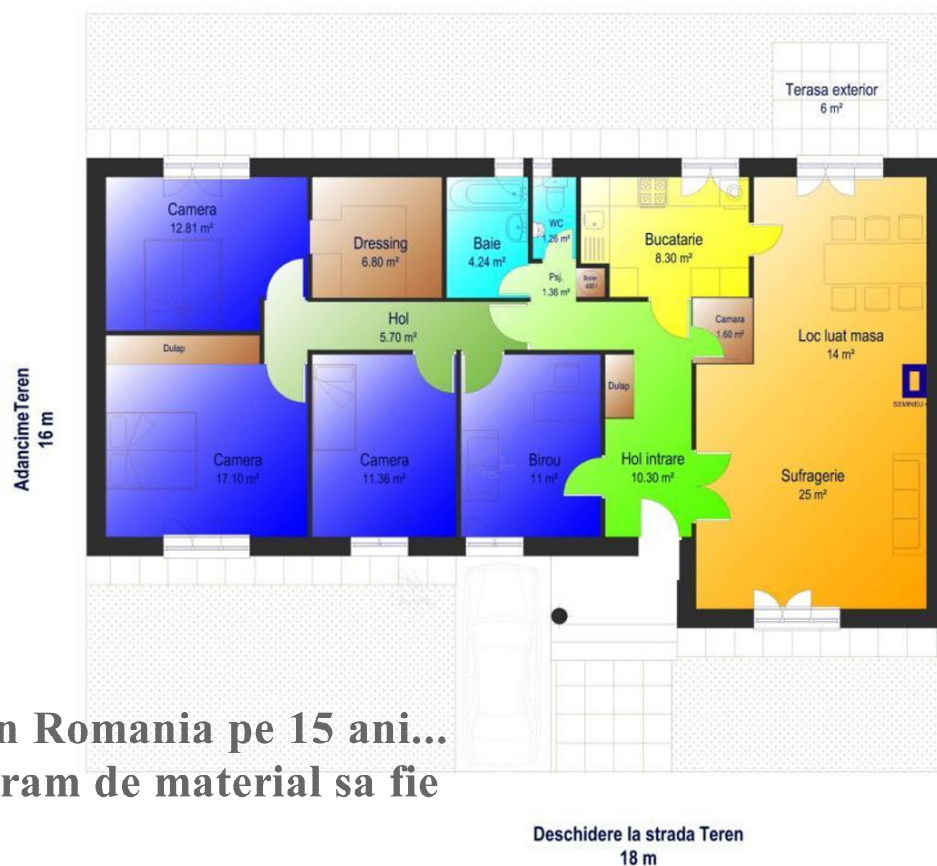 Terasa exterior
6 m²
Camera
12.81 m²
Dressing
6.80 m²
Baie
4.24 m²
WC
1.26 m²
Bucatarie
8.30 m²
Psj.
1.36 m²
Boiler
Hol
5.70 m²
Camara
1.60 m²
Loc luat masa
14 m²
Dulap
Dulap
SEMINEU
AdancimeTeren
16 m
Camera
17.10 m²
Camera
11.36 m²
Birou
11 m²
Hol intrare
10.30 m²
Sufragerie
25 m²
n Romania pe 15 ani...
ram de material sa fie
Deschidere la strada Teren
18 m